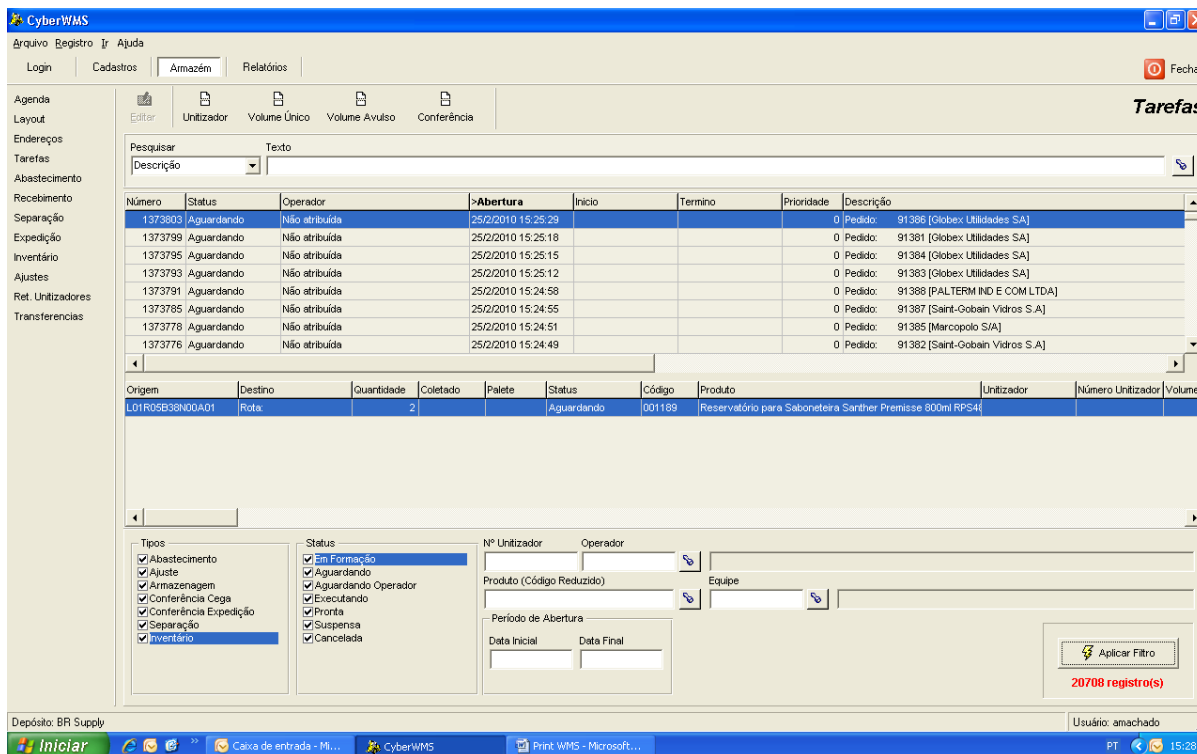 CyberWMS
Arquivo Registro Ir Ajuda
Login Cadastros Armazém Relatórios Fecha
Agenda
Layout
Endereços
Tarefas
Abastecimento
Recebimento
Separação
Expedição
Inventário
Ajustes
Ret. Unitizadores
Transferencias
Editar Unitizador Volume Único Volume Avulso Conferência Tarefas
Pesquisar Texto
Descrição
Número Status Operador >Abertura Inicio Termino Prioridade Descrição
1373803 Aguardando Não atribuída 25/2/2010 15:25:29 0 Pedido: 91386 [Globex Utilidades SA]
1373799 Aguardando Não atribuída 25/2/2010 15:25:18 0 Pedido: 91381 [Globex Utilidades SA]
1373795 Aguardando Não atribuída 25/2/2010 15:25:15 0 Pedido: 91384 [Globex Utilidades SA]
1373793 Aguardando Não atribuída 25/2/2010 15:25:12 0 Pedido: 91383 [Globex Utilidades SA]
1373791 Aguardando Não atribuída 25/2/2010 15:24:58 0 Pedido: 91388 [PALTERM IND E COM LTDA]
1373785 Aguardando Não atribuída 25/2/2010 15:24:55 0 Pedido: 91387 [Saint-Gobain Vidros S.A]
1373778 Aguardando Não atribuída 25/2/2010 15:24:51 0 Pedido: 91385 [Marcopolo S/A]
1373776 Aguardando Não atribuída 25/2/2010 15:24:49 0 Pedido: 91382 [Saint-Gobain Vidros S.A]
Origem Destino Quantidade Coletado Palete Status Código Produto Unitizador Número Unitizador Volume
L01R05B38N00A01 Rota: 2 Aguardando 001189 Reservatório para Saboneteira Santher Premisse 800ml RPS48
Tipos
Abastecimento
Ajuste
Armazenagem
Conferência Cega
Conferência Expedição
Separação
Inventário
Status
Em Formação
Aguardando
Aguardando Operador
Executando
Pronta
Suspensa
Cancelada
Nº Unitizador Operador
Produto (Código Reduzido) Equipe
Período de Abertura
Data Inicial Data Final
Aplicar Filtro
20708 registro(s)
Depósito: BR Supply Usuário: amachado
Iniciar Caixa de entrada - Mi... CyberWMS Print WMS - Microsoft... PT 15:28